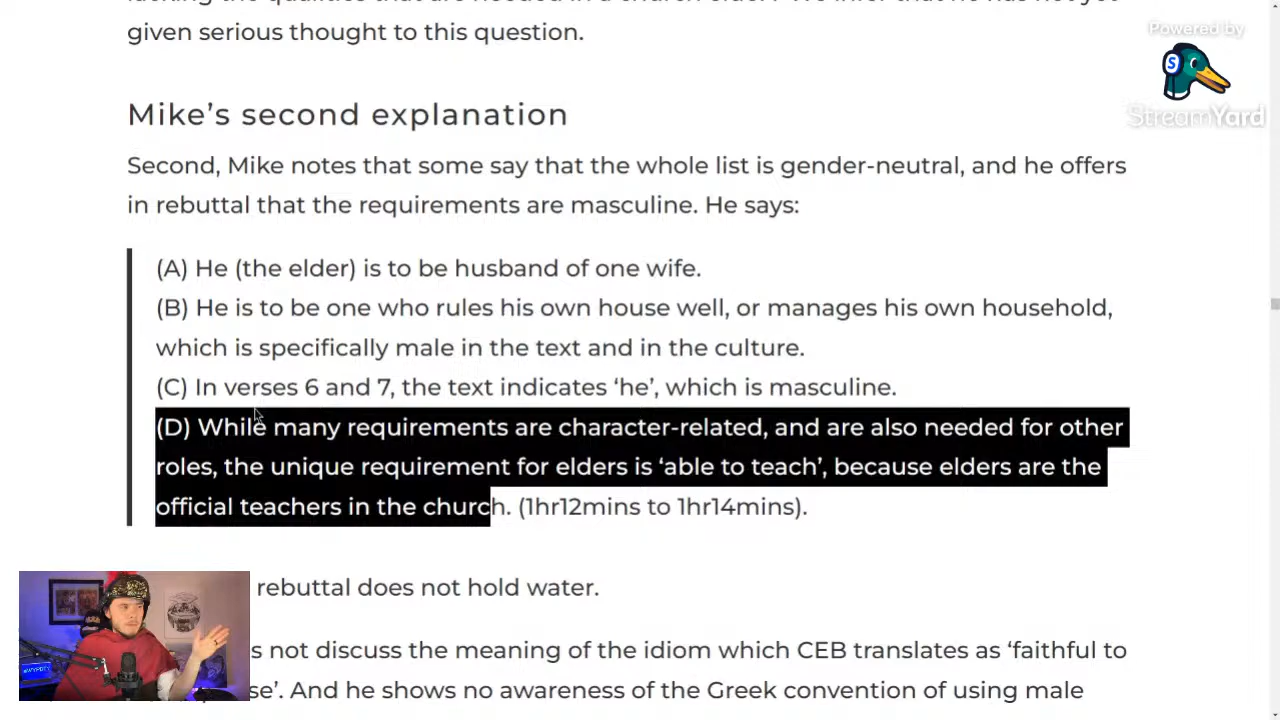 given serious thought to this question.
Powered by
S
StreamYard
Mike's second explanation
Second, Mike notes that some say that the whole list is gender-neutral, and he offers
in rebuttal that the requirements are masculine. He says:
(A) He (the elder) is to be husband of one wife.
(B) He is to be one who rules his own house well, or manages his own household,
which is specifically male in the text and in the culture.
(C) In verses 6 and 7, the text indicates 'he', which is masculine.
(D) While many requirements are character-related, and are also needed for other
roles, the unique requirement for elders is 'able to teach', because elders are the
official teachers in the church. (1hr12mins to 1hr14mins).
rebuttal does not hold water.
s not discuss the meaning of the idiom which CEB translates as 'faithful to
se'. And he shows no awareness of the Greek convention of using male